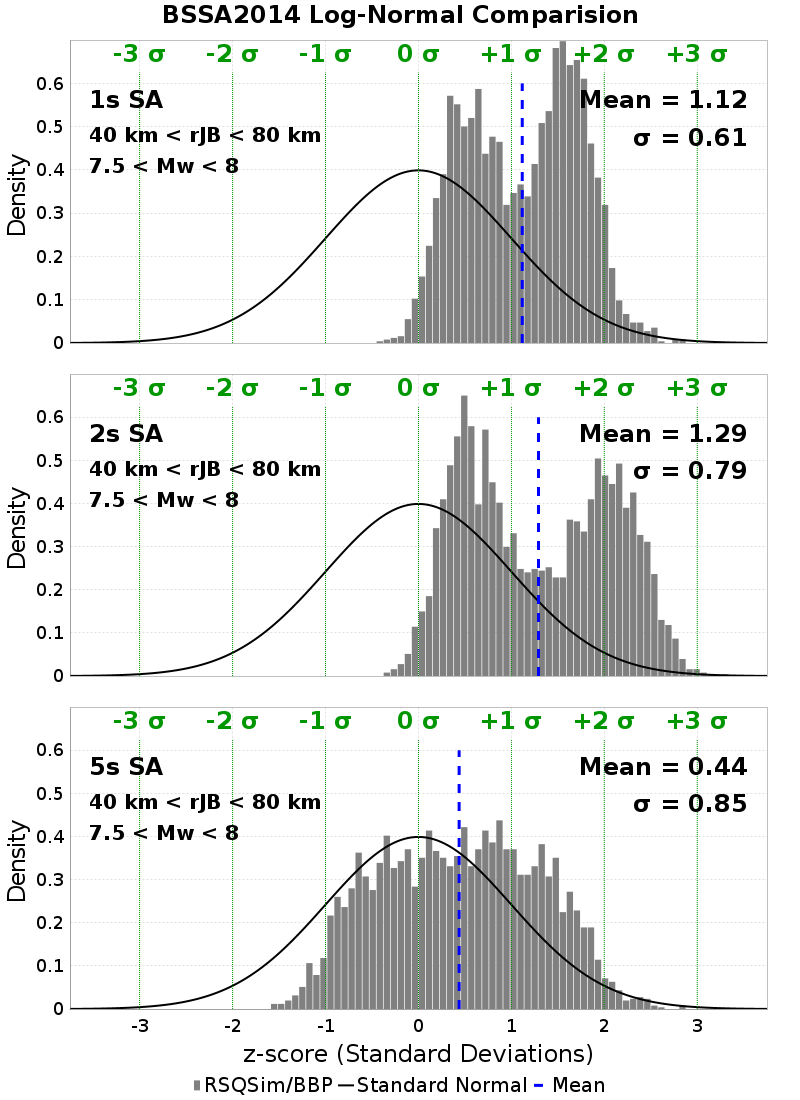 BSSA2014 Log-Normal Comparision
-3 σ -2 σ -1 σ 0 σ +1 σ +2 σ +3 σ
1s SA
Mean = 1.12
40 km < rJB < 80 km
σ = 0.61
7.5 < Mw < 8
0.6
0.5
0.4
0.3
0.2
0.1
0
Density
-3 σ -2 σ -1 σ 0 σ +1 σ +2 σ +3 σ
2s SA
Mean = 1.29
40 km < rJB < 80 km
σ = 0.79
7.5 < Mw < 8
0.6
0.5
0.4
0.3
0.2
0.1
0
Density
-3 σ -2 σ -1 σ 0 σ +1 σ +2 σ +3 σ
5s SA
Mean = 0.44
40 km < rJB < 80 km
σ = 0.85
7.5 < Mw < 8
0.6
0.5
0.4
0.3
0.2
0.1
0
Density
-3 -2 -1 0 1 2 3
z-score (Standard Deviations)
RSQSim/BBP Standard Normal Mean